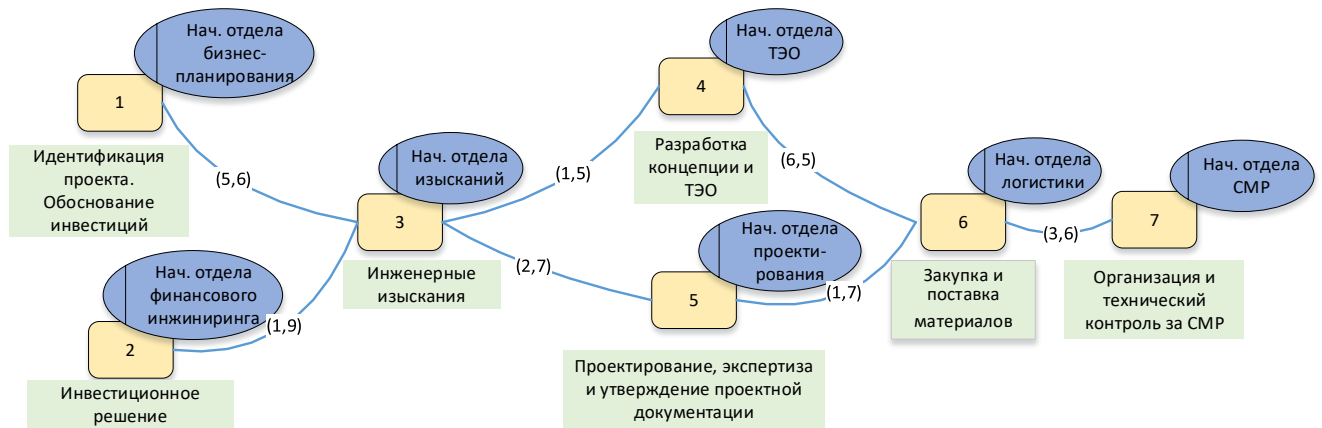 Нач. отдела
бизнес-
планирования
1
Идентификация
проекта.
Обоснование
инвестиций
(5,6)
Нач. отдела
финансового
инжиниринга
2
(1,9)
Инвестиционное
решение
Нач. отдела
изысканий
3
Инженерные
изыскания
(1,5)
(2,7)
Нач. отдела
ТЭО
4
Разработка
концепции и
ТЭО
(6,5)
Нач. отдела
проекти-
рования
5
(1,7)
Проектирование, экспертиза
и утверждение проектной
документации
Нач. отдела
логистики
6
Закупка и
поставка
материалов
(3,6)
Нач. отдела
СМР
7
Организация и
технический
контроль за СМР